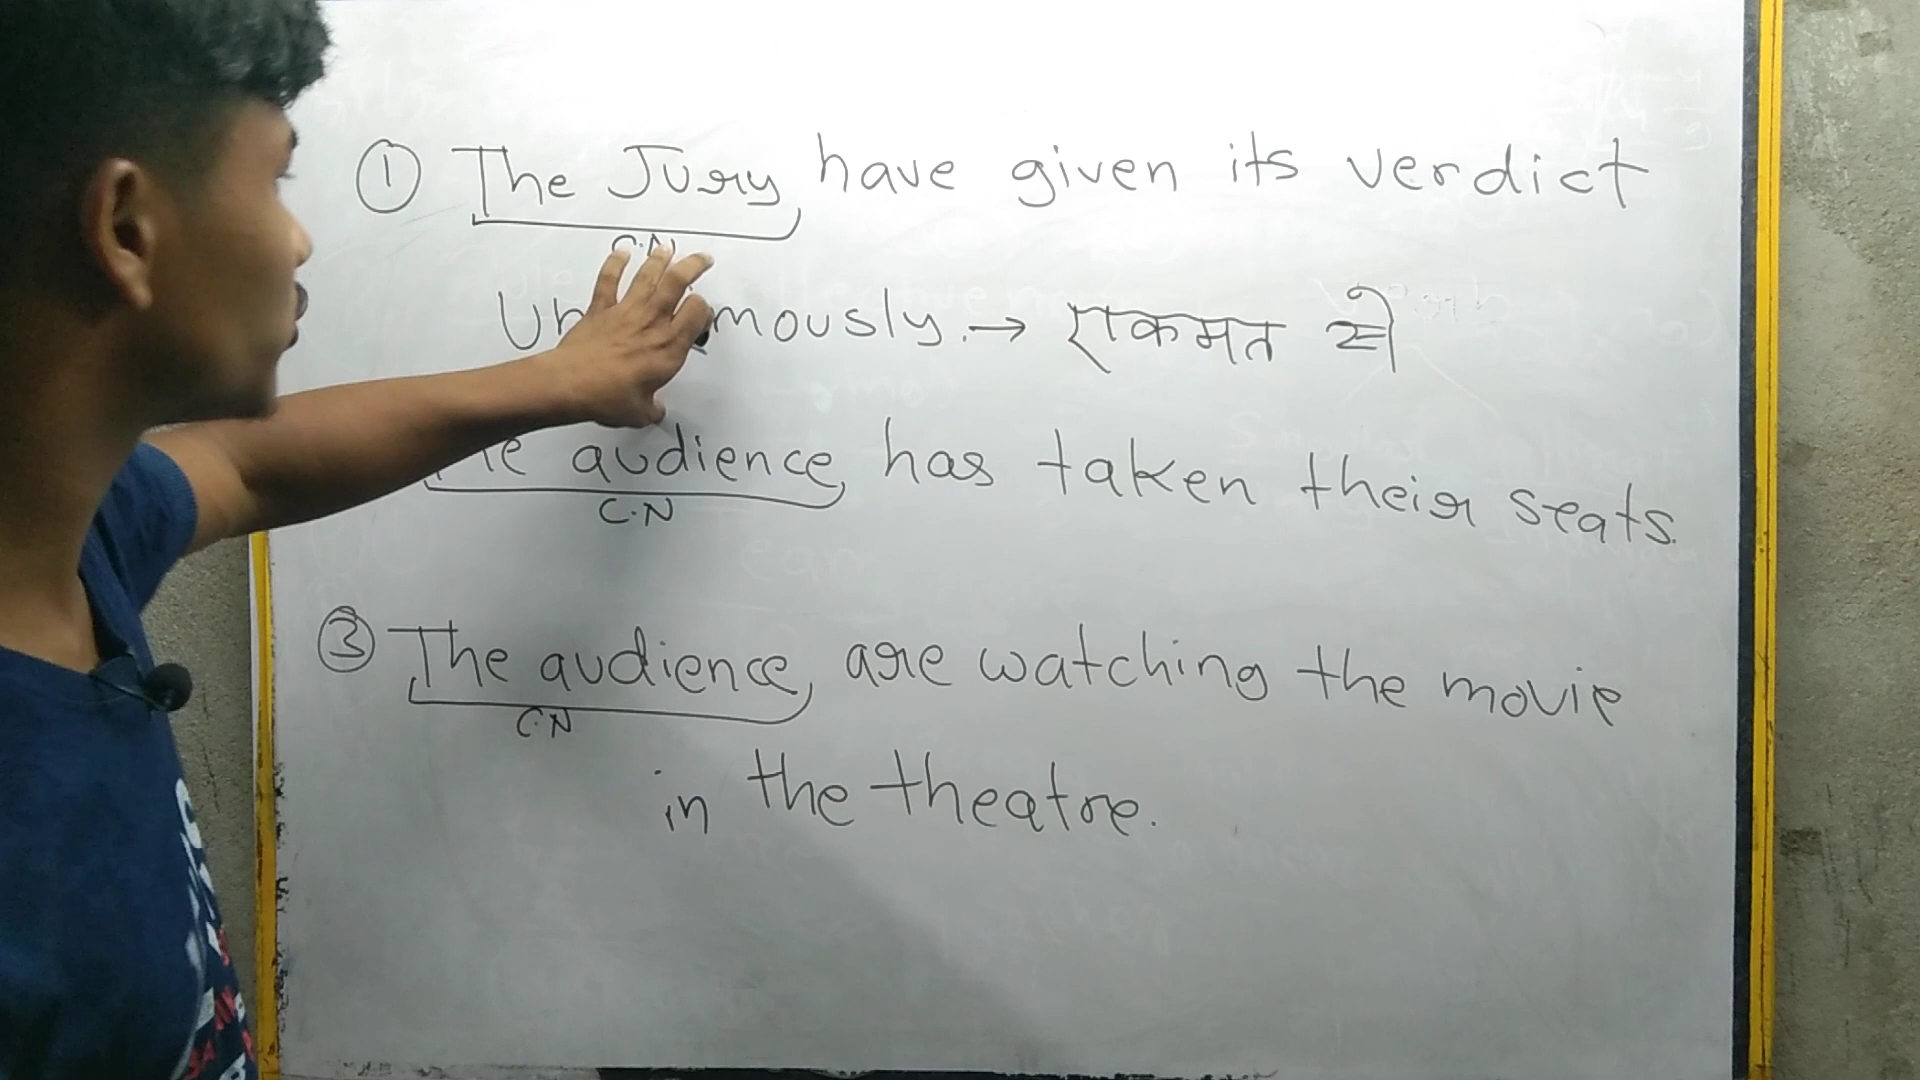 ① The Jury have given its verdict
C.N
mously. → एकमत से
audience has taken their seats.
C.N
③ The audience are watching the movie
C.N
in the theatre.